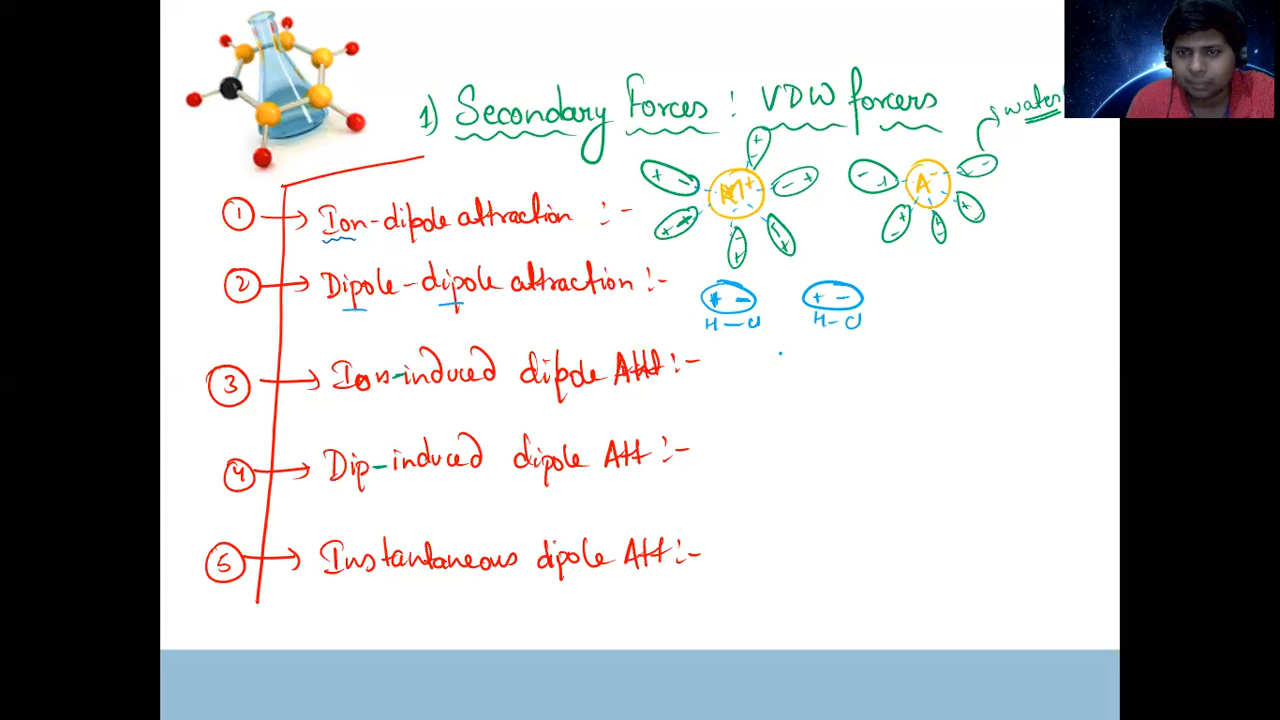 1) Secondary Forces : VDW forcers
water
M+ A-
1 → Ion-dipole attraction :-
2 → Dipole-dipole attraction :-
+ - + -
H-Cl H-Cl
3 → Ion-induced dipole Att :-
4 → Dip-induced dipole Att :-
5 → Instantaneous dipole Att :-